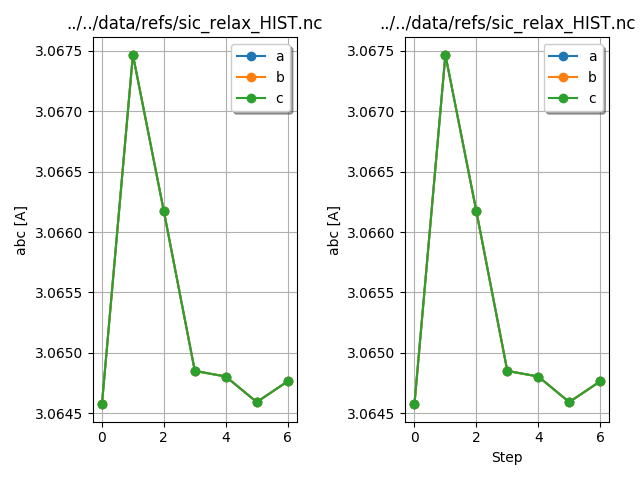 ../../data/refs/sic_relax_HIST.nc
3.0675
3.0670
3.0665
3.0660
3.0655
3.0650
3.0645
abc [A]
a
b
c
0 2 4 6
../../data/refs/sic_relax_HIST.nc
3.0675
3.0670
3.0665
3.0660
3.0655
3.0650
3.0645
abc [A]
a
b
c
0 2 4 6
Step